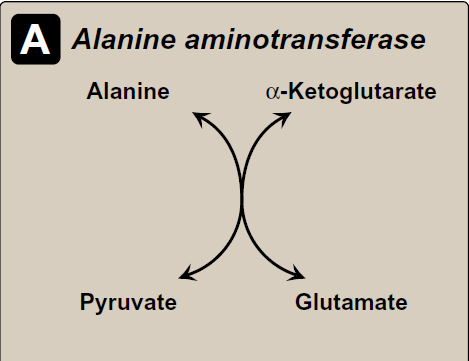 A Alanine aminotransferase
Alanine α-Ketoglutarate
Pyruvate Glutamate